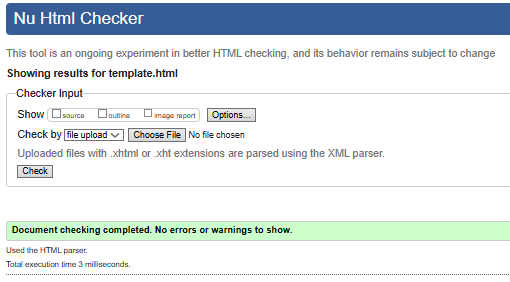 Nu Html Checker
This tool is an ongoing experiment in better HTML checking, and its behavior remains subject to change
Showing results for template.html
Checker Input
Show source outline image report Options...
Check by file upload Choose File No file chosen
Uploaded files with .xhtml or .xht extensions are parsed using the XML parser.
Check
Document checking completed. No errors or warnings to show.
Used the HTML parser.
Total execution time 3 milliseconds.